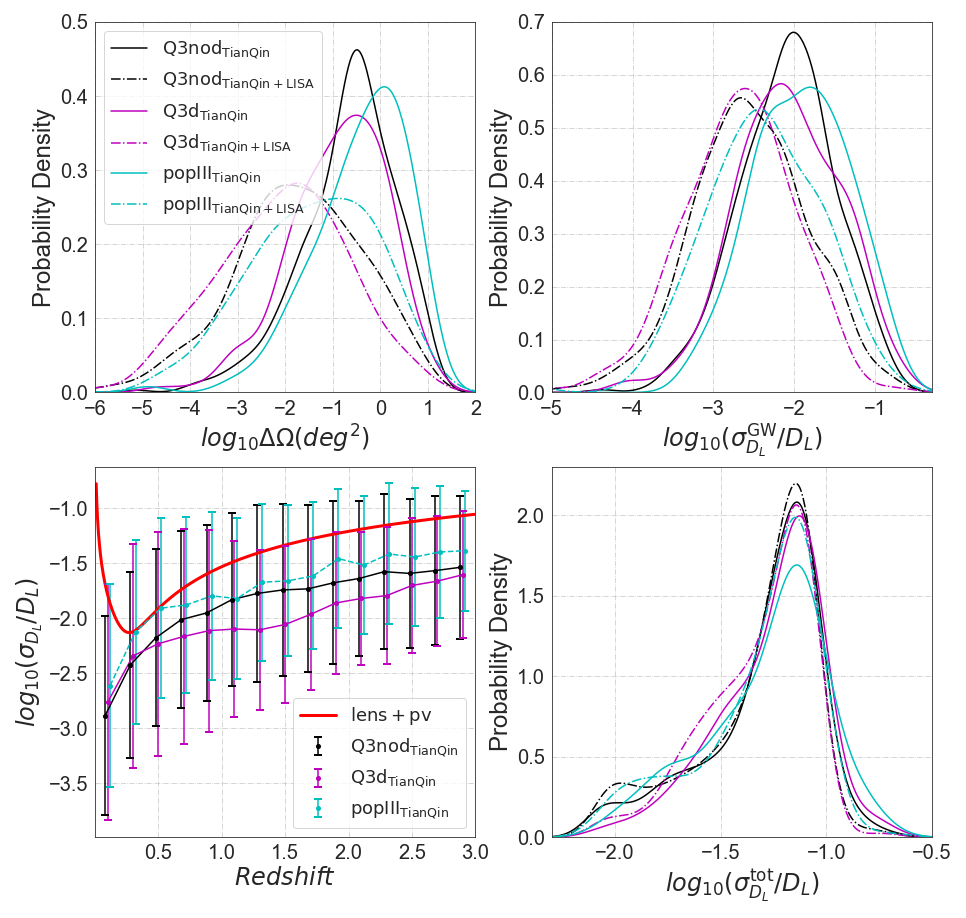 0.5
0.4
0.3
0.2
0.1
0.0
Probability Density
Q3nod_TianQin
Q3nod_TianQin+LISA
Q3d_TianQin
Q3d_TianQin+LISA
popIII_TianQin
popIII_TianQin+LISA
−6 −5 −4 −3 −2 −1 0 1 2
log₁₀ΔΩ(deg²)
0.7
0.6
0.5
0.4
0.3
0.2
0.1
0.0
Probability Density
−5 −4 −3 −2 −1
log₁₀(σ_{D_L}^{GW}/D_L)
−1.0
−1.5
−2.0
−2.5
−3.0
−3.5
log₁₀(σ_{D_L}/D_L)
lens + pv
Q3nod_TianQin
Q3d_TianQin
popIII_TianQin
0.5 1.0 1.5 2.0 2.5 3.0
Redshift
2.0
1.5
1.0
0.5
0.0
Probability Density
−2.0 −1.5 −1.0 −0.5
log₁₀(σ_{D_L}^{tot}/D_L)